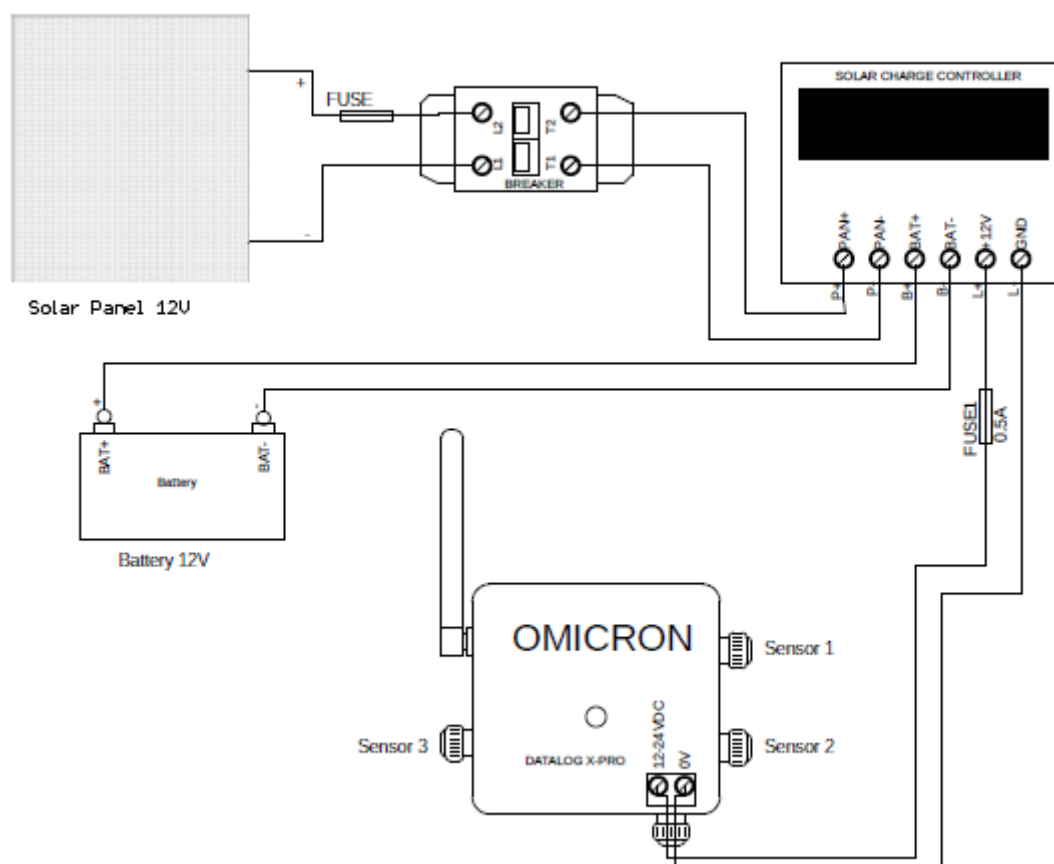 SOLAR CHARGE CONTROLLER
+
FUSE
L2
T2
L1
T1
BREAKER
-
PAN+
PAN-
BAT+
BAT-
+12V
GND
P+
P-
B+
B-
L+
L-
Solar Panel 12V
+
-
BAT+
BAT-
Battery
Battery 12V
FUSE1
0.5A
OMICRON
Sensor 1
Sensor 2
Sensor 3
DATALOG X-PRO
12-24VDC
0V